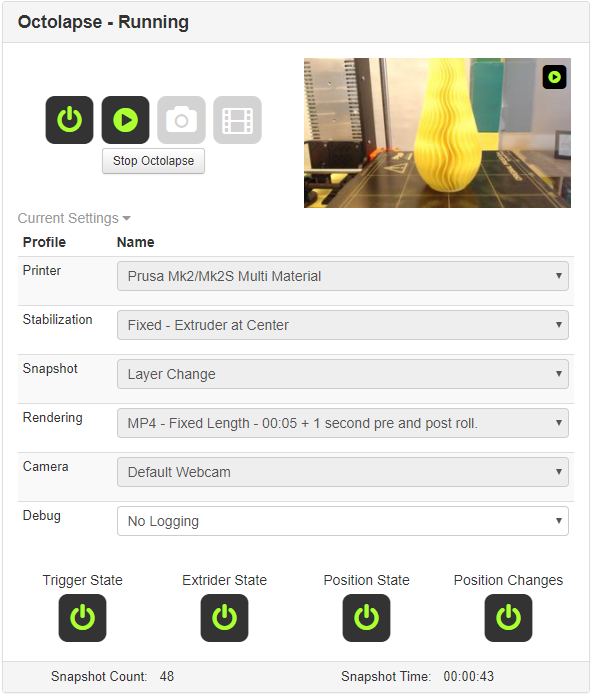 Octolapse - Running
Stop Octolapse
Current Settings
Profile Name
Printer Prusa Mk2/Mk2S Multi Material
Stabilization Fixed - Extruder at Center
Snapshot Layer Change
Rendering MP4 - Fixed Length - 00:05 + 1 second pre and post roll.
Camera Default Webcam
Debug No Logging
Trigger State Extrider State Position State Position Changes
Snapshot Count: 48 Snapshot Time: 00:00:43